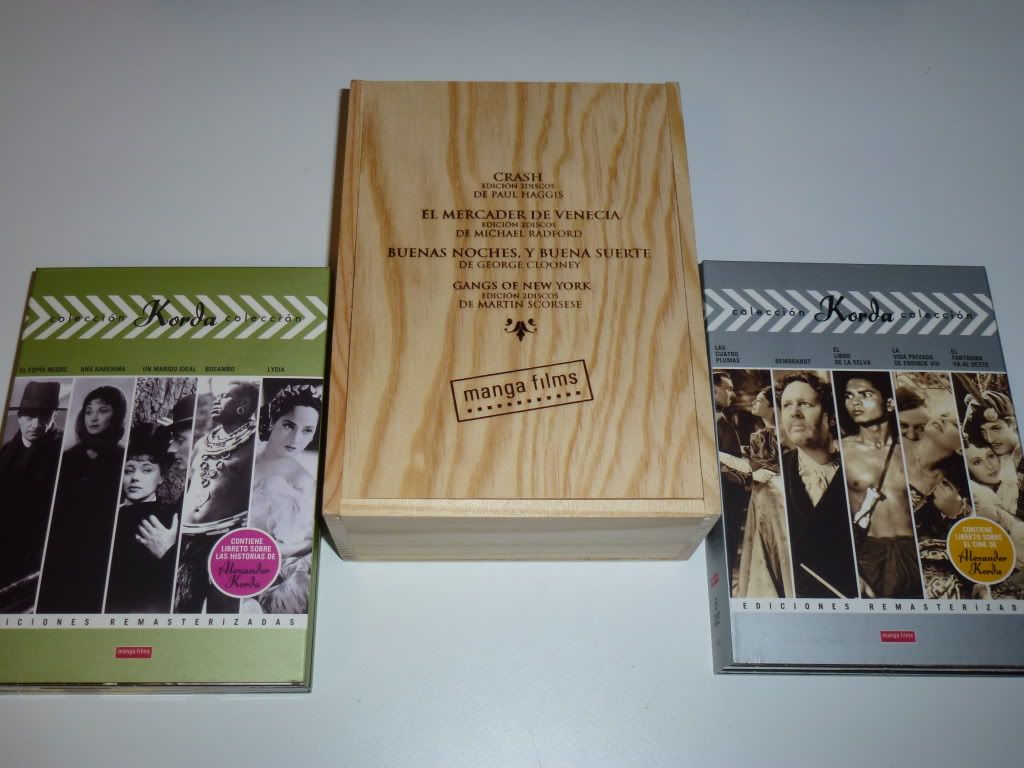 colección Korda colección
EL ESPÍA NEGRO
ANA KARENINA
UN MARIDO IDEAL
BOSAMBO
LYDIA
CONTIENE
LIBRETO SOBRE
LAS HISTORIAS DE
Alexander
Korda
ICIONES REMASTERIZADAS
manga films
CRASH
EDICIÓN 2DISCOS
DE PAUL HAGGIS
EL MERCADER DE VENECIA
EDICIÓN 2DISCOS
DE MICHAEL RADFORD
BUENAS NOCHES, Y BUENA SUERTE
DE GEORGE CLOONEY
GANGS OF NEW YORK
EDICIÓN 2DISCOS
DE MARTIN SCORSESE
manga films
colección Korda colección
LAS
CUATRO
PLUMAS
REMBRANDT
EL
LIBRO
DE LA SELVA
LA
VIDA PRIVADA
DE ENRIQUE VIII
EL
FANTASMA
VA AL OESTE
CONTIENE
LIBRETO SOBRE
EL CINE DE
Alexander
Korda
EDICIONES REMASTERIZADA
manga films